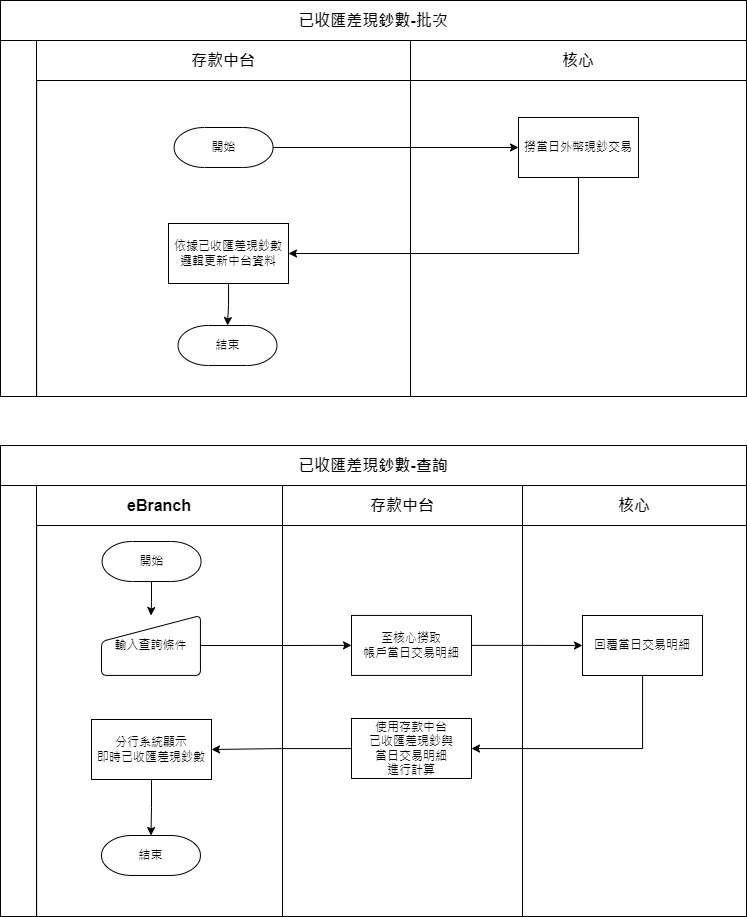 已收匯差現鈔數-批次
存款中台
核心
開始
撈當日外幣現鈔交易
依據已收匯差現鈔數
邏輯更新中台資料
結束
已收匯差現鈔數-查詢
eBranch
存款中台
核心
開始
輸入查詢條件
至核心撈取
帳戶當日交易明細
回覆當日交易明細
分行系統顯示
即時已收匯差現鈔數
使用存款中台
已收匯差現鈔與
當日交易明細
進行計算
結束